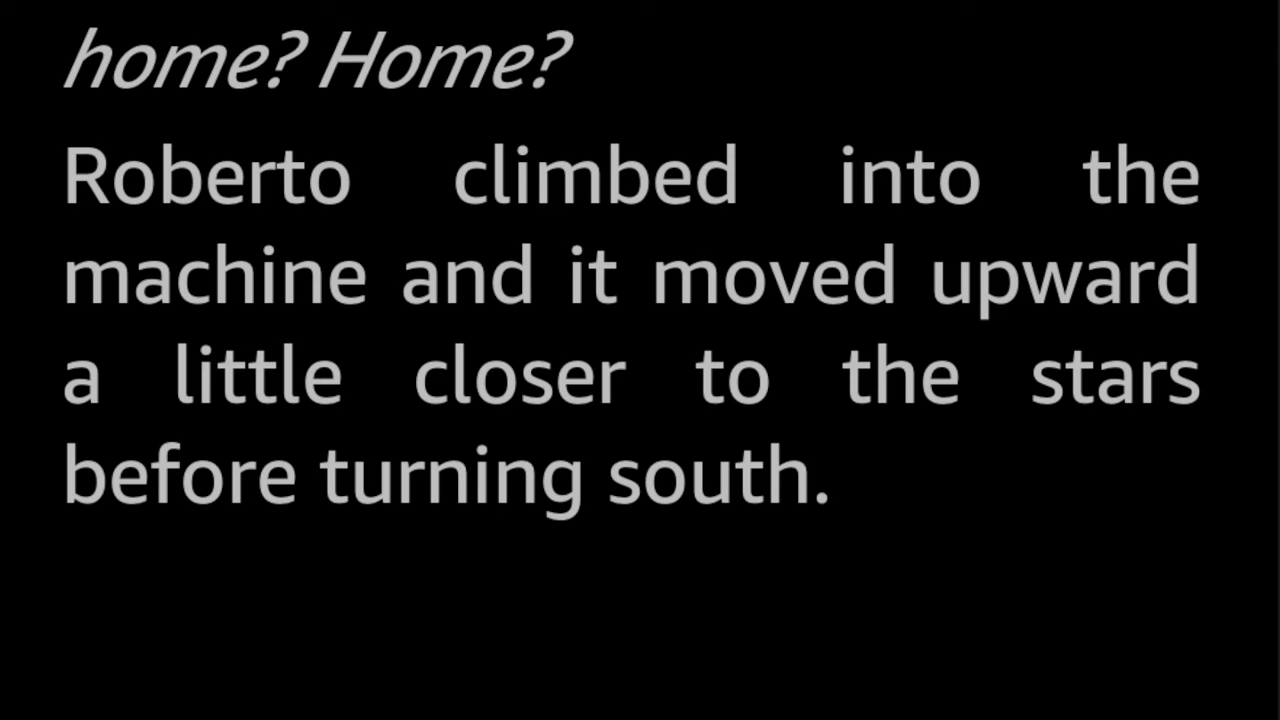 home? Home?
Roberto climbed into the
machine and it moved upward
a little closer to the stars
before turning south.